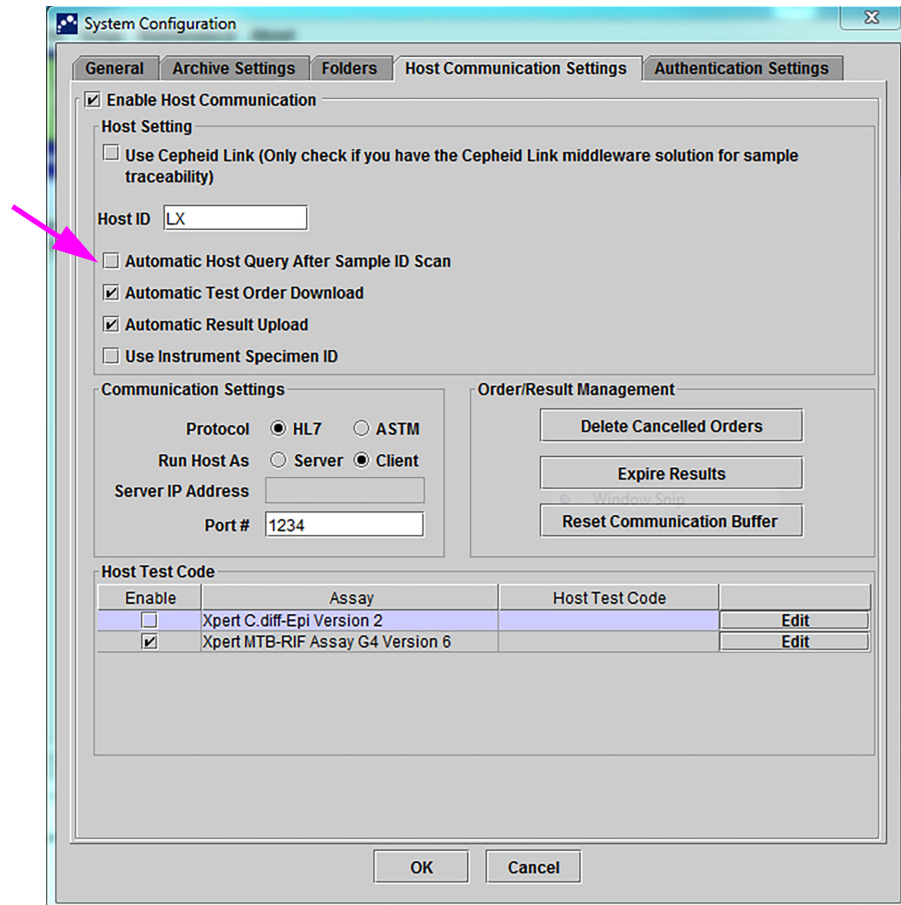 System Configuration
General Archive Settings Folders Host Communication Settings Authentication Settings
Enable Host Communication
Host Setting
Use Cepheid Link (Only check if you have the Cepheid Link middleware solution for sample
traceability)
Host ID LX
Automatic Host Query After Sample ID Scan
Automatic Test Order Download
Automatic Result Upload
Use Instrument Specimen ID
Communication Settings
Protocol HL7 ASTM
Run Host As Server Client
Server IP Address
Port # 1234
Order/Result Management
Delete Cancelled Orders
Expire Results
Window Snip
Reset Communication Buffer
Host Test Code
Enable Assay Host Test Code
Xpert C.diff-Epi Version 2 Edit
Xpert MTB-RIF Assay G4 Version 6 Edit
OK Cancel